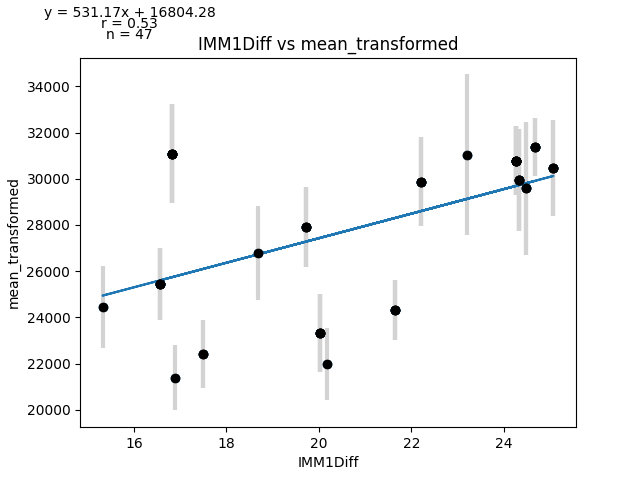 y = 531.17x + 16804.28
r = 0.53
n = 47
IMM1Diff vs mean_transformed
34000
32000
30000
28000
26000
24000
22000
20000
mean_transformed
16 18 20 22 24
IMM1Diff